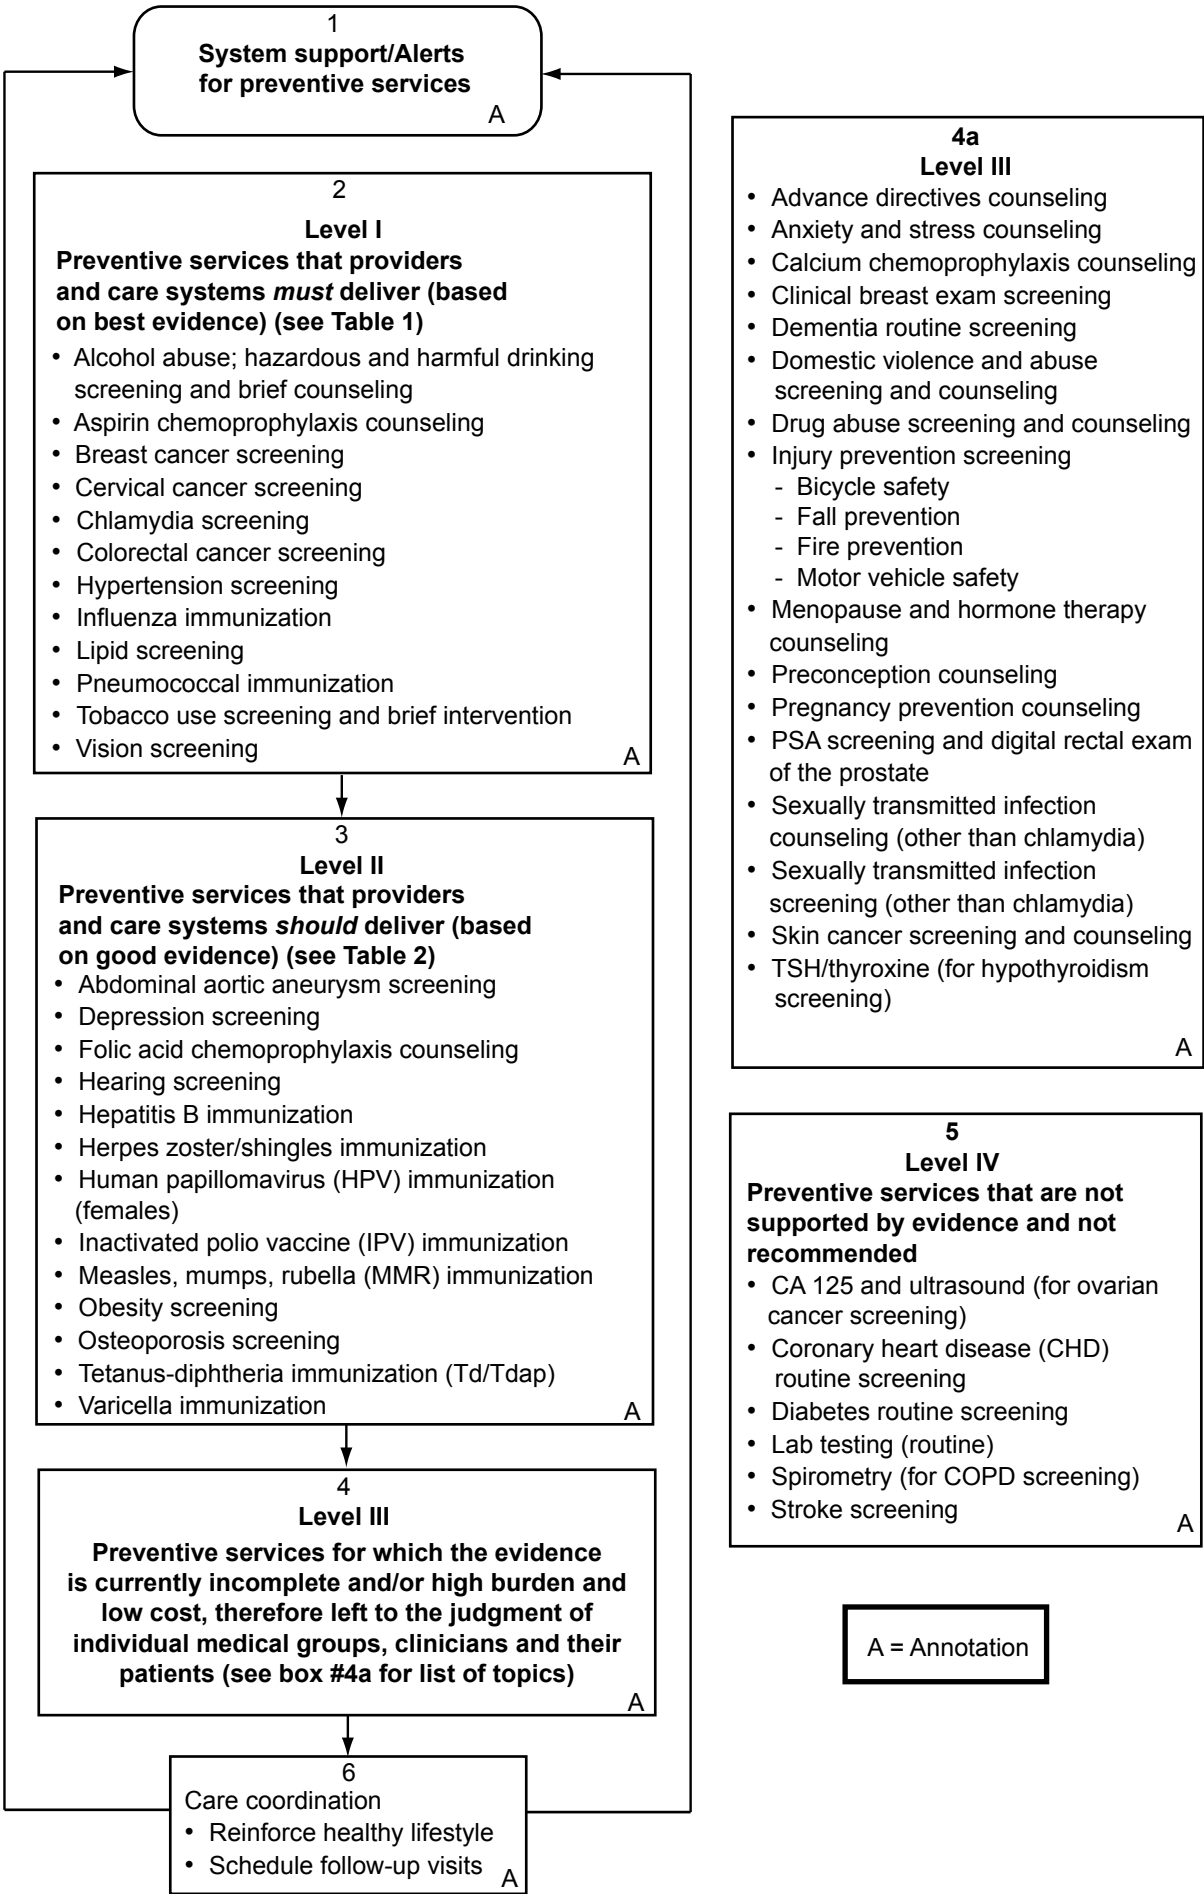 1
System support/Alerts
for preventive services
A
2
Level I
Preventive services that providers
and care systems must deliver (based
on best evidence) (see Table 1)
• Alcohol abuse; hazardous and harmful drinking
screening and brief counseling
• Aspirin chemoprophylaxis counseling
• Breast cancer screening
• Cervical cancer screening
• Chlamydia screening
• Colorectal cancer screening
• Hypertension screening
• Influenza immunization
• Lipid screening
• Pneumococcal immunization
• Tobacco use screening and brief intervention
• Vision screening
A
3
Level II
Preventive services that providers
and care systems should deliver (based
on good evidence) (see Table 2)
• Abdominal aortic aneurysm screening
• Depression screening
• Folic acid chemoprophylaxis counseling
• Hearing screening
• Hepatitis B immunization
• Herpes zoster/shingles immunization
• Human papillomavirus (HPV) immunization
(females)
• Inactivated polio vaccine (IPV) immunization
• Measles, mumps, rubella (MMR) immunization
• Obesity screening
• Osteoporosis screening
• Tetanus-diphtheria immunization (Td/Tdap)
• Varicella immunization
A
4
Level III
Preventive services for which the evidence
is currently incomplete and/or high burden and
low cost, therefore left to the judgment of
individual medical groups, clinicians and their
patients (see box #4a for list of topics)
A
6
Care coordination
• Reinforce healthy lifestyle
• Schedule follow-up visits
A
4a
Level III
• Advance directives counseling
• Anxiety and stress counseling
• Calcium chemoprophylaxis counseling
• Clinical breast exam screening
• Dementia routine screening
• Domestic violence and abuse
screening and counseling
• Drug abuse screening and counseling
• Injury prevention screening
- Bicycle safety
- Fall prevention
- Fire prevention
- Motor vehicle safety
• Menopause and hormone therapy
counseling
• Preconception counseling
• Pregnancy prevention counseling
• PSA screening and digital rectal exam
of the prostate
• Sexually transmitted infection
counseling (other than chlamydia)
• Sexually transmitted infection
screening (other than chlamydia)
• Skin cancer screening and counseling
• TSH/thyroxine (for hypothyroidism
screening)
A
5
Level IV
Preventive services that are not
supported by evidence and not
recommended
• CA 125 and ultrasound (for ovarian
cancer screening)
• Coronary heart disease (CHD)
routine screening
• Diabetes routine screening
• Lab testing (routine)
• Spirometry (for COPD screening)
• Stroke screening
A
A = Annotation